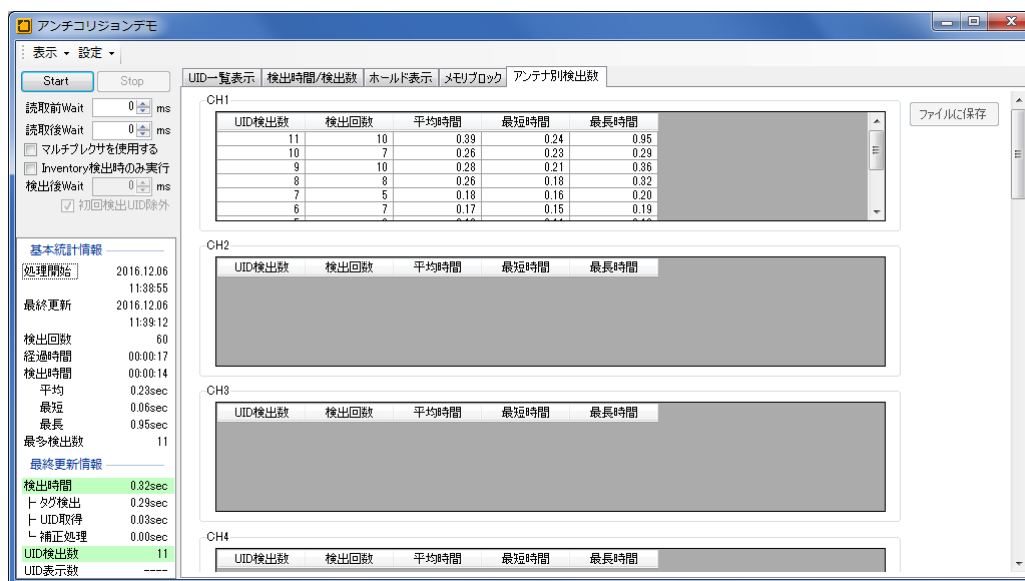 アンチコリジョンデモ
表示 設定
Start Stop
読取前Wait 0 ms
読取後Wait 0 ms
マルチプレクサを使用する
Inventory検出時のみ実行
検出後Wait 0 ms
初回検出UID除外
基本統計情報
処理開始 2016.12.06
11:38:55
最終更新 2016.12.06
11:39:12
検出回数 60
経過時間 00:00:17
検出時間 00:00:14
平均 0.23sec
最短 0.06sec
最長 0.95sec
最多検出数 11
最終更新情報
検出時間 0.32sec
├ タグ検出 0.29sec
├ UID取得 0.03sec
└ 補正処理 0.00sec
UID検出数 11
UID表示数 ----
UID一覧表示 検出時間/検出数 ホールド表示 メモリブロック アンテナ別検出数
ファイルに保存
CH1
UID検出数 検出回数 平均時間 最短時間 最長時間
11 10 0.39 0.24 0.95
10 7 0.26 0.23 0.29
9 10 0.28 0.21 0.36
8 8 0.26 0.18 0.32
7 5 0.18 0.16 0.20
6 7 0.17 0.15 0.19
CH2
UID検出数 検出回数 平均時間 最短時間 最長時間
CH3
UID検出数 検出回数 平均時間 最短時間 最長時間
CH4
UID検出数 検出回数 平均時間 最短時間 最長時間